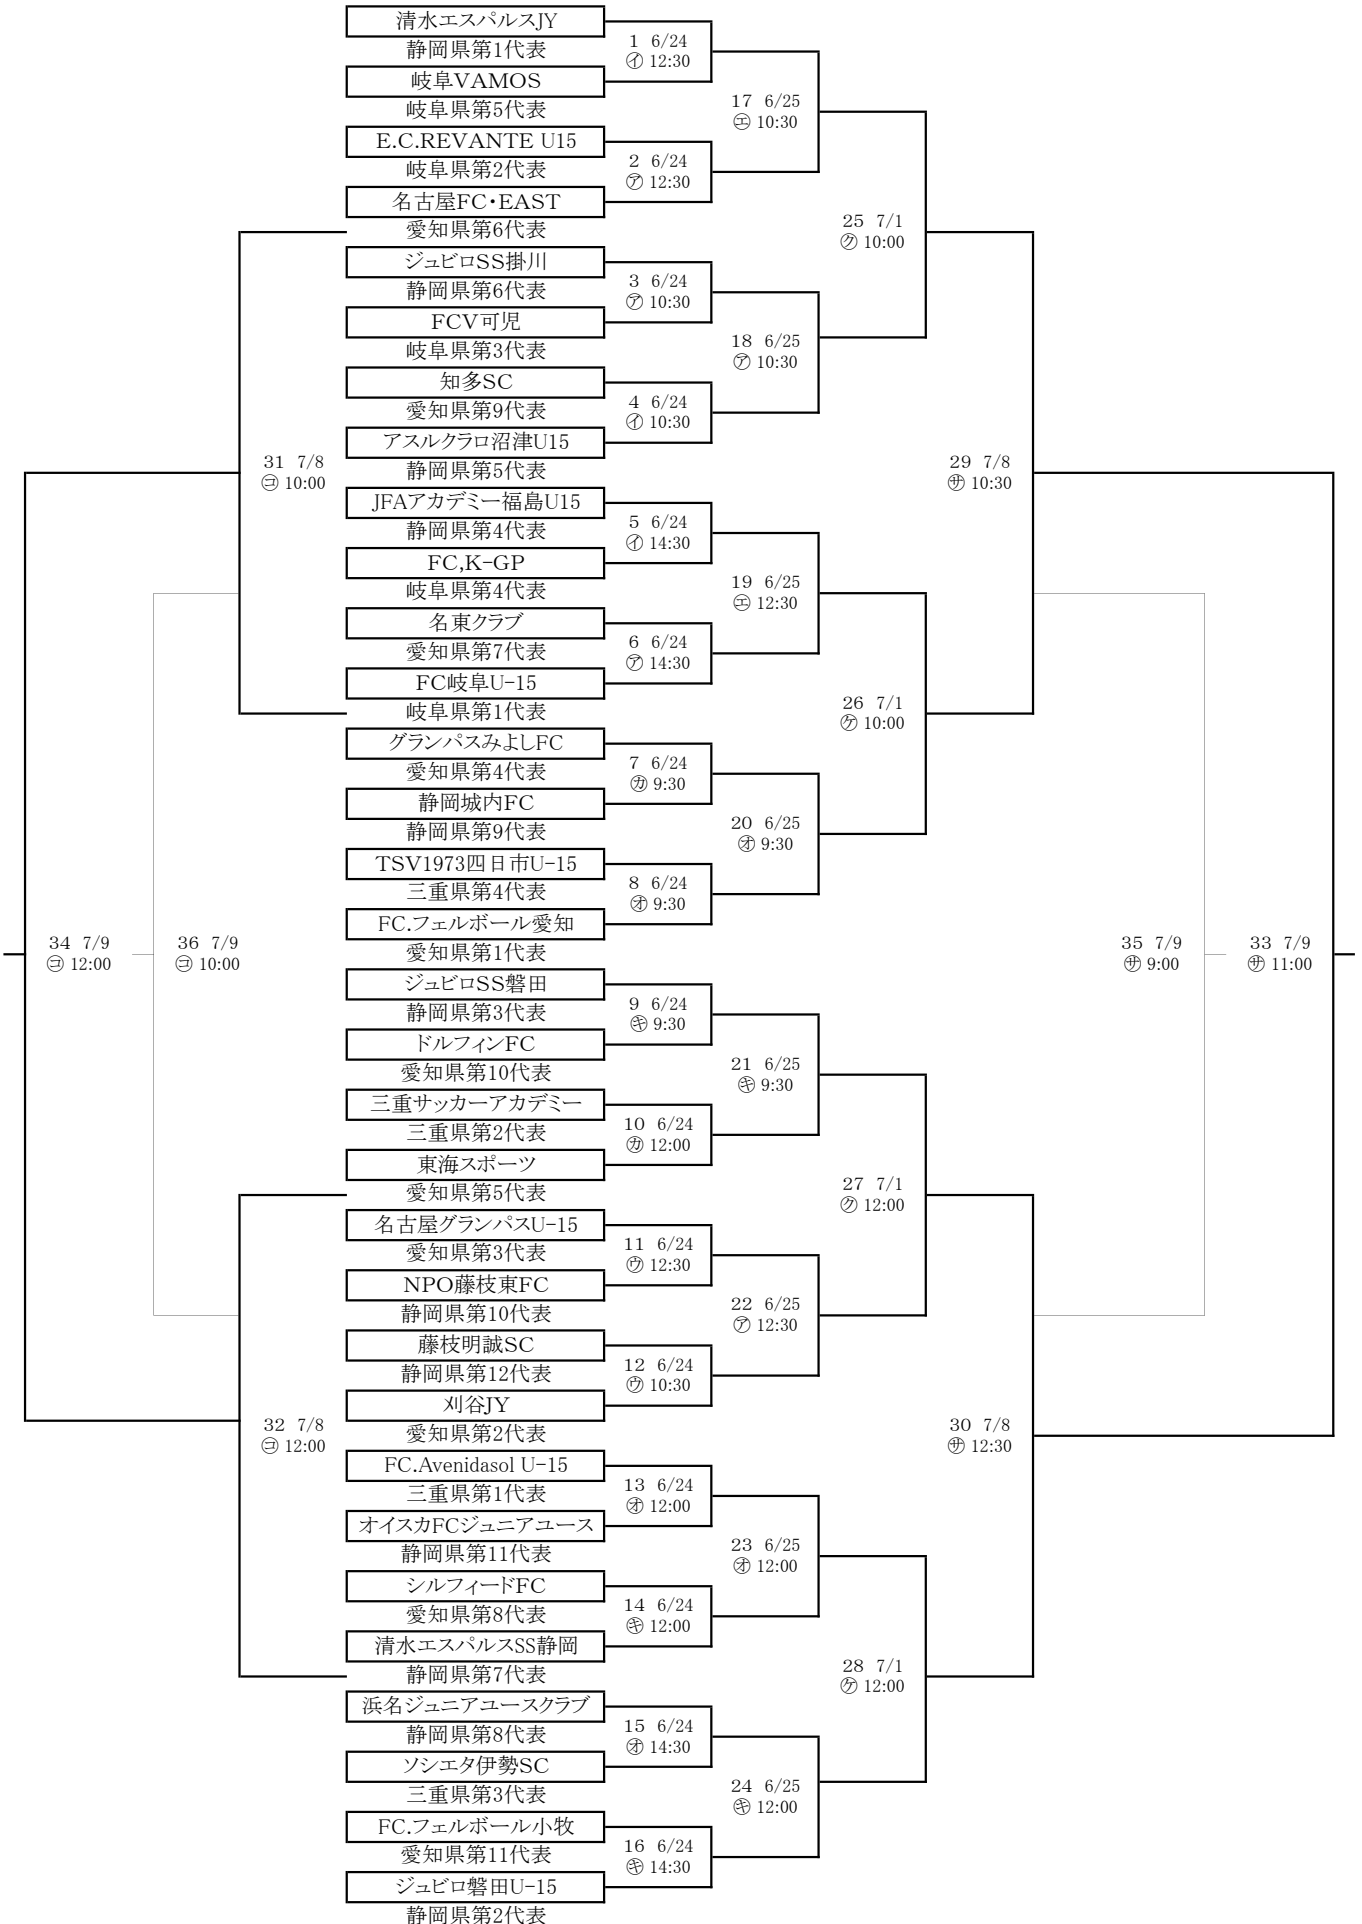 清水エスパルスJY
静岡県第1代表
岐阜VAMOS
岐阜県第5代表
E.C.REVANTE U15
岐阜県第2代表
名古屋FC・EAST
愛知県第6代表
ジュビロSS掛川
静岡県第6代表
FCV可児
岐阜県第3代表
知多SC
愛知県第9代表
アスルクラロ沼津U15
静岡県第5代表
JFAアカデミー福島U15
静岡県第4代表
FC,K-GP
岐阜県第4代表
名東クラブ
愛知県第7代表
FC岐阜U-15
岐阜県第1代表
グランパスみよしFC
愛知県第4代表
静岡城内FC
静岡県第9代表
TSV1973四日市U-15
三重県第4代表
FC.フェルボール愛知
愛知県第1代表
ジュビロSS磐田
静岡県第3代表
ドルフィンFC
愛知県第10代表
三重サッカーアカデミー
三重県第2代表
東海スポーツ
愛知県第5代表
名古屋グランパスU-15
愛知県第3代表
NPO藤枝東FC
静岡県第10代表
藤枝明誠SC
静岡県第12代表
刈谷JY
愛知県第2代表
FC.Avenidasol U-15
三重県第1代表
オイスカFCジュニアユース
静岡県第11代表
シルフィードFC
愛知県第8代表
清水エスパルスSS静岡
静岡県第7代表
浜名ジュニアユースクラブ
静岡県第8代表
ソシエタ伊勢SC
三重県第3代表
FC.フェルボール小牧
愛知県第11代表
ジュビロ磐田U-15
静岡県第2代表
1 6/24
㋑ 12:30
2 6/24
㋐ 12:30
3 6/24
㋐ 10:30
4 6/24
㋑ 10:30
5 6/24
㋑ 14:30
6 6/24
㋐ 14:30
7 6/24
㋕ 9:30
8 6/24
㋔ 9:30
9 6/24
㋖ 9:30
10 6/24
㋕ 12:00
11 6/24
㋒ 12:30
12 6/24
㋒ 10:30
13 6/24
㋔ 12:00
14 6/24
㋖ 12:00
15 6/24
㋔ 14:30
16 6/24
㋖ 14:30
17 6/25
㋓ 10:30
18 6/25
㋐ 10:30
19 6/25
㋓ 12:30
20 6/25
㋔ 9:30
21 6/25
㋖ 9:30
22 6/25
㋐ 12:30
23 6/25
㋔ 12:00
24 6/25
㋖ 12:00
25 7/1
㋗ 10:00
26 7/1
㋘ 10:00
27 7/1
㋗ 12:00
28 7/1
㋘ 12:00
29 7/8
㋚ 10:30
30 7/8
㋚ 12:30
31 7/8
㋙ 10:00
32 7/8
㋙ 12:00
34 7/9
㋙ 12:00
36 7/9
㋙ 10:00
35 7/9
㋚ 9:00
33 7/9
㋚ 11:00